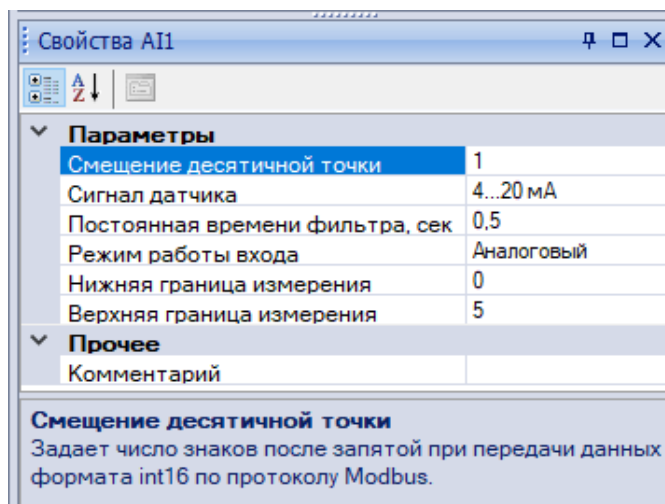 Свойства AI1
Параметры
Смещение десятичной точки 1
Сигнал датчика 4...20 мА
Постоянная времени фильтра, сек 0,5
Режим работы входа Аналоговый
Нижняя граница измерения 0
Верхняя граница измерения 5
Прочее
Комментарий
Смещение десятичной точки
Задает число знаков после запятой при передачи данных
формата int16 по протоколу Modbus.